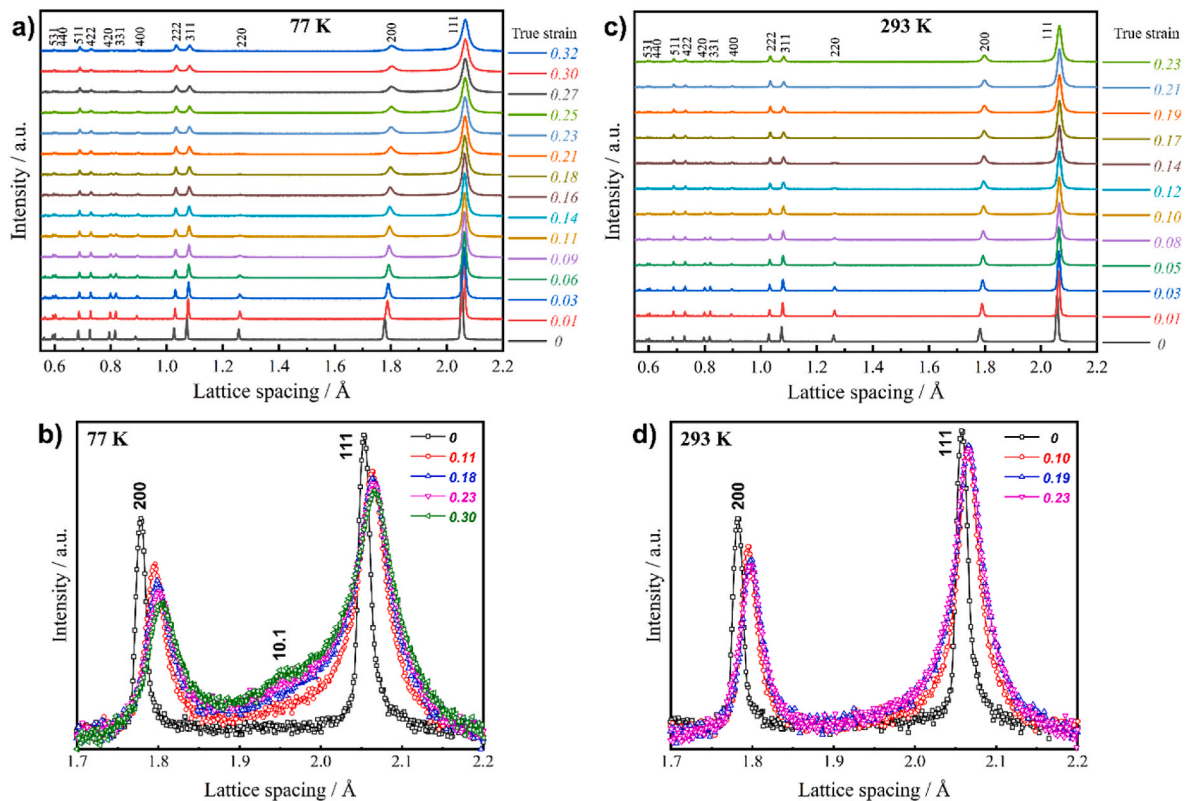 a)
77 K
531
440
511
422
420
331
400
222
311
220
200
111
True strain
0.32
0.30
0.27
0.25
0.23
0.21
0.18
0.16
0.14
0.11
0.09
0.06
0.03
0.01
0
Intensity / a.u.
0.6 0.8 1.0 1.2 1.4 1.6 1.8 2.0 2.2
Lattice spacing / Å
c)
293 K
531
440
511
422
420
331
400
222
311
220
200
111
True strain
0.23
0.21
0.19
0.17
0.14
0.12
0.10
0.08
0.05
0.03
0.01
0
Intensity / a.u.
0.6 0.8 1.0 1.2 1.4 1.6 1.8 2.0 2.2
Lattice spacing / Å
b)
77 K
200
10.1
111
0
0.11
0.18
0.23
0.30
Intensity / a.u.
1.7 1.8 1.9 2.0 2.1 2.2
Lattice spacing / Å
d)
293 K
200
111
0
0.10
0.19
0.23
Intensity / a.u.
1.7 1.8 1.9 2.0 2.1 2.2
Lattice spacing / Å